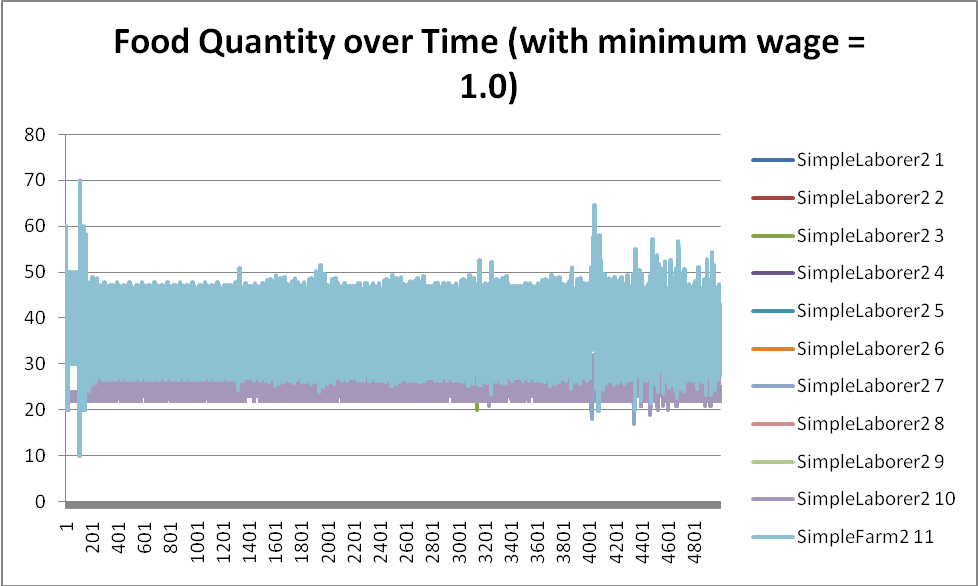 Food Quantity over Time (with minimum wage =
1.0)
80
70
60
50
40
30
20
10
0
1
201
401
601
801
1001
1201
1401
1601
1801
2001
2201
2401
2601
2801
3001
3201
3401
3601
3801
4001
4201
4401
4601
4801
SimpleLaborer2 1
SimpleLaborer2 2
SimpleLaborer2 3
SimpleLaborer2 4
SimpleLaborer2 5
SimpleLaborer2 6
SimpleLaborer2 7
SimpleLaborer2 8
SimpleLaborer2 9
SimpleLaborer2 10
SimpleFarm2 11